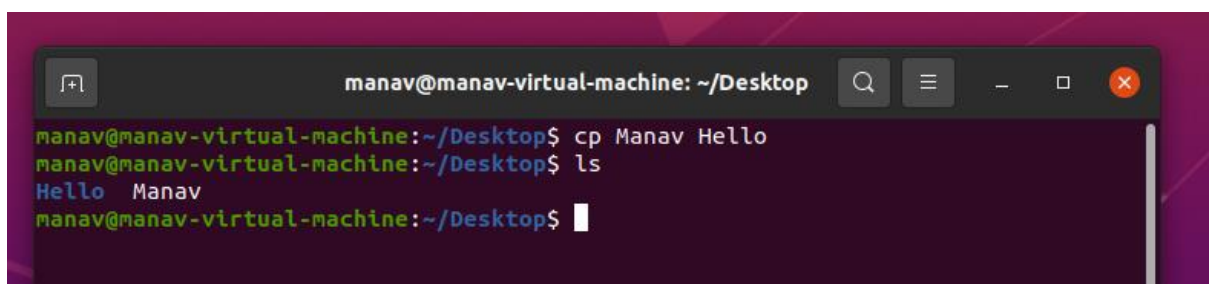 manav@manav-virtual-machine: ~/Desktop
manav@manav-virtual-machine:~/Desktop$ cp Manav Hello
manav@manav-virtual-machine:~/Desktop$ ls
Hello  Manav
manav@manav-virtual-machine:~/Desktop$